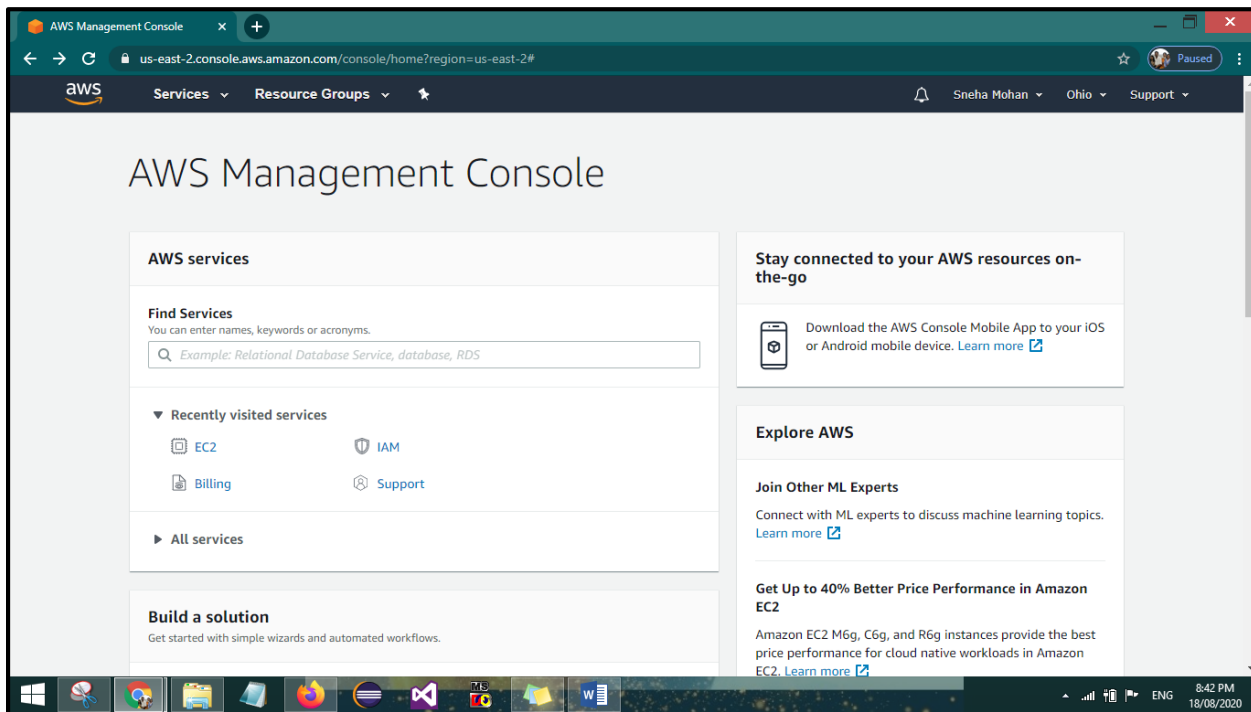 AWS Management Console
us-east-2.console.aws.amazon.com/console/home?region=us-east-2#
Paused
aws
Services
Resource Groups
Sneha Mohan
Ohio
Support
AWS Management Console
AWS services
Find Services
You can enter names, keywords or acronyms.
Example: Relational Database Service, database, RDS
Recently visited services
EC2
IAM
Billing
Support
All services
Build a solution
Get started with simple wizards and automated workflows.
Stay connected to your AWS resources on-
the-go
Download the AWS Console Mobile App to your iOS
or Android mobile device. Learn more
Explore AWS
Join Other ML Experts
Connect with ML experts to discuss machine learning topics.
Learn more
Get Up to 40% Better Price Performance in Amazon
EC2
Amazon EC2 M6g, C6g, and R6g instances provide the best
price performance for cloud native workloads in Amazon
EC2. Learn more
ENG
8:42 PM
18/08/2020